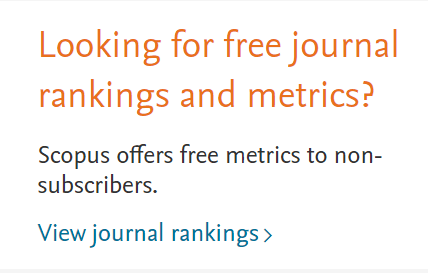 Looking for free journal
rankings and metrics?
Scopus offers free metrics to non-
subscribers.
View journal rankings >